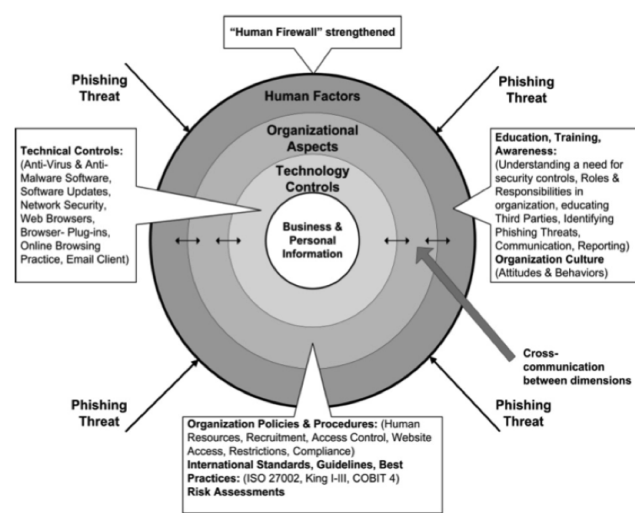 “Human Firewall” strengthened
Phishing
Threat
Phishing
Threat
Human Factors
Organizational
Aspects
Technology
Controls
Business &
Personal
Information
Technical Controls:
(Anti-Virus & Anti-
Malware Software,
Software Updates,
Network Security,
Web Browsers,
Browser- Plug-ins,
Online Browsing
Practice, Email Client)
Education, Training,
Awareness:
(Understanding a need for
security controls, Roles &
Responsibilities in
organization, educating
Third Parties, Identifying
Phishing Threats,
Communication, Reporting)
Organization Culture
(Attitudes & Behaviors)
Cross-
communication
between dimensions
Phishing
Threat
Phishing
Threat
Organization Policies & Procedures: (Human
Resources, Recruitment, Access Control, Website
Access, Restrictions, Compliance)
International Standards, Guidelines, Best
Practices: (ISO 27002, King I-III, COBIT 4)
Risk Assessments